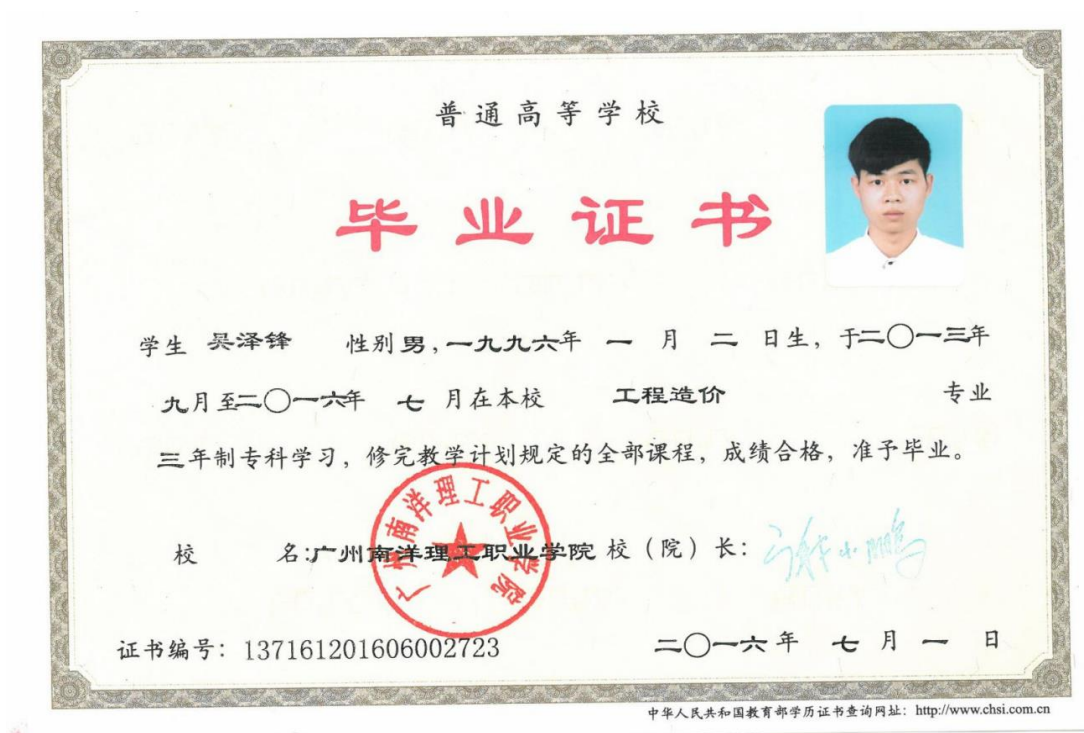 普通高等学校
毕业证书
学生 吴泽锋 性别 男，一九九六年 一 月 二 日生，于二〇一三年
九月至二〇一六年 七 月在本校 工程造价 专业
三年制专科学习，修完教学计划规定的全部课程，成绩合格，准予毕业。
广州南洋理工职业学院
校 名：广州南洋理工职业学院 校（院）长：
证书编号：137161201606002723 二〇一六年 七 月 一 日
中华人民共和国教育部学历证书查询网址：http://www.chsi.com.cn